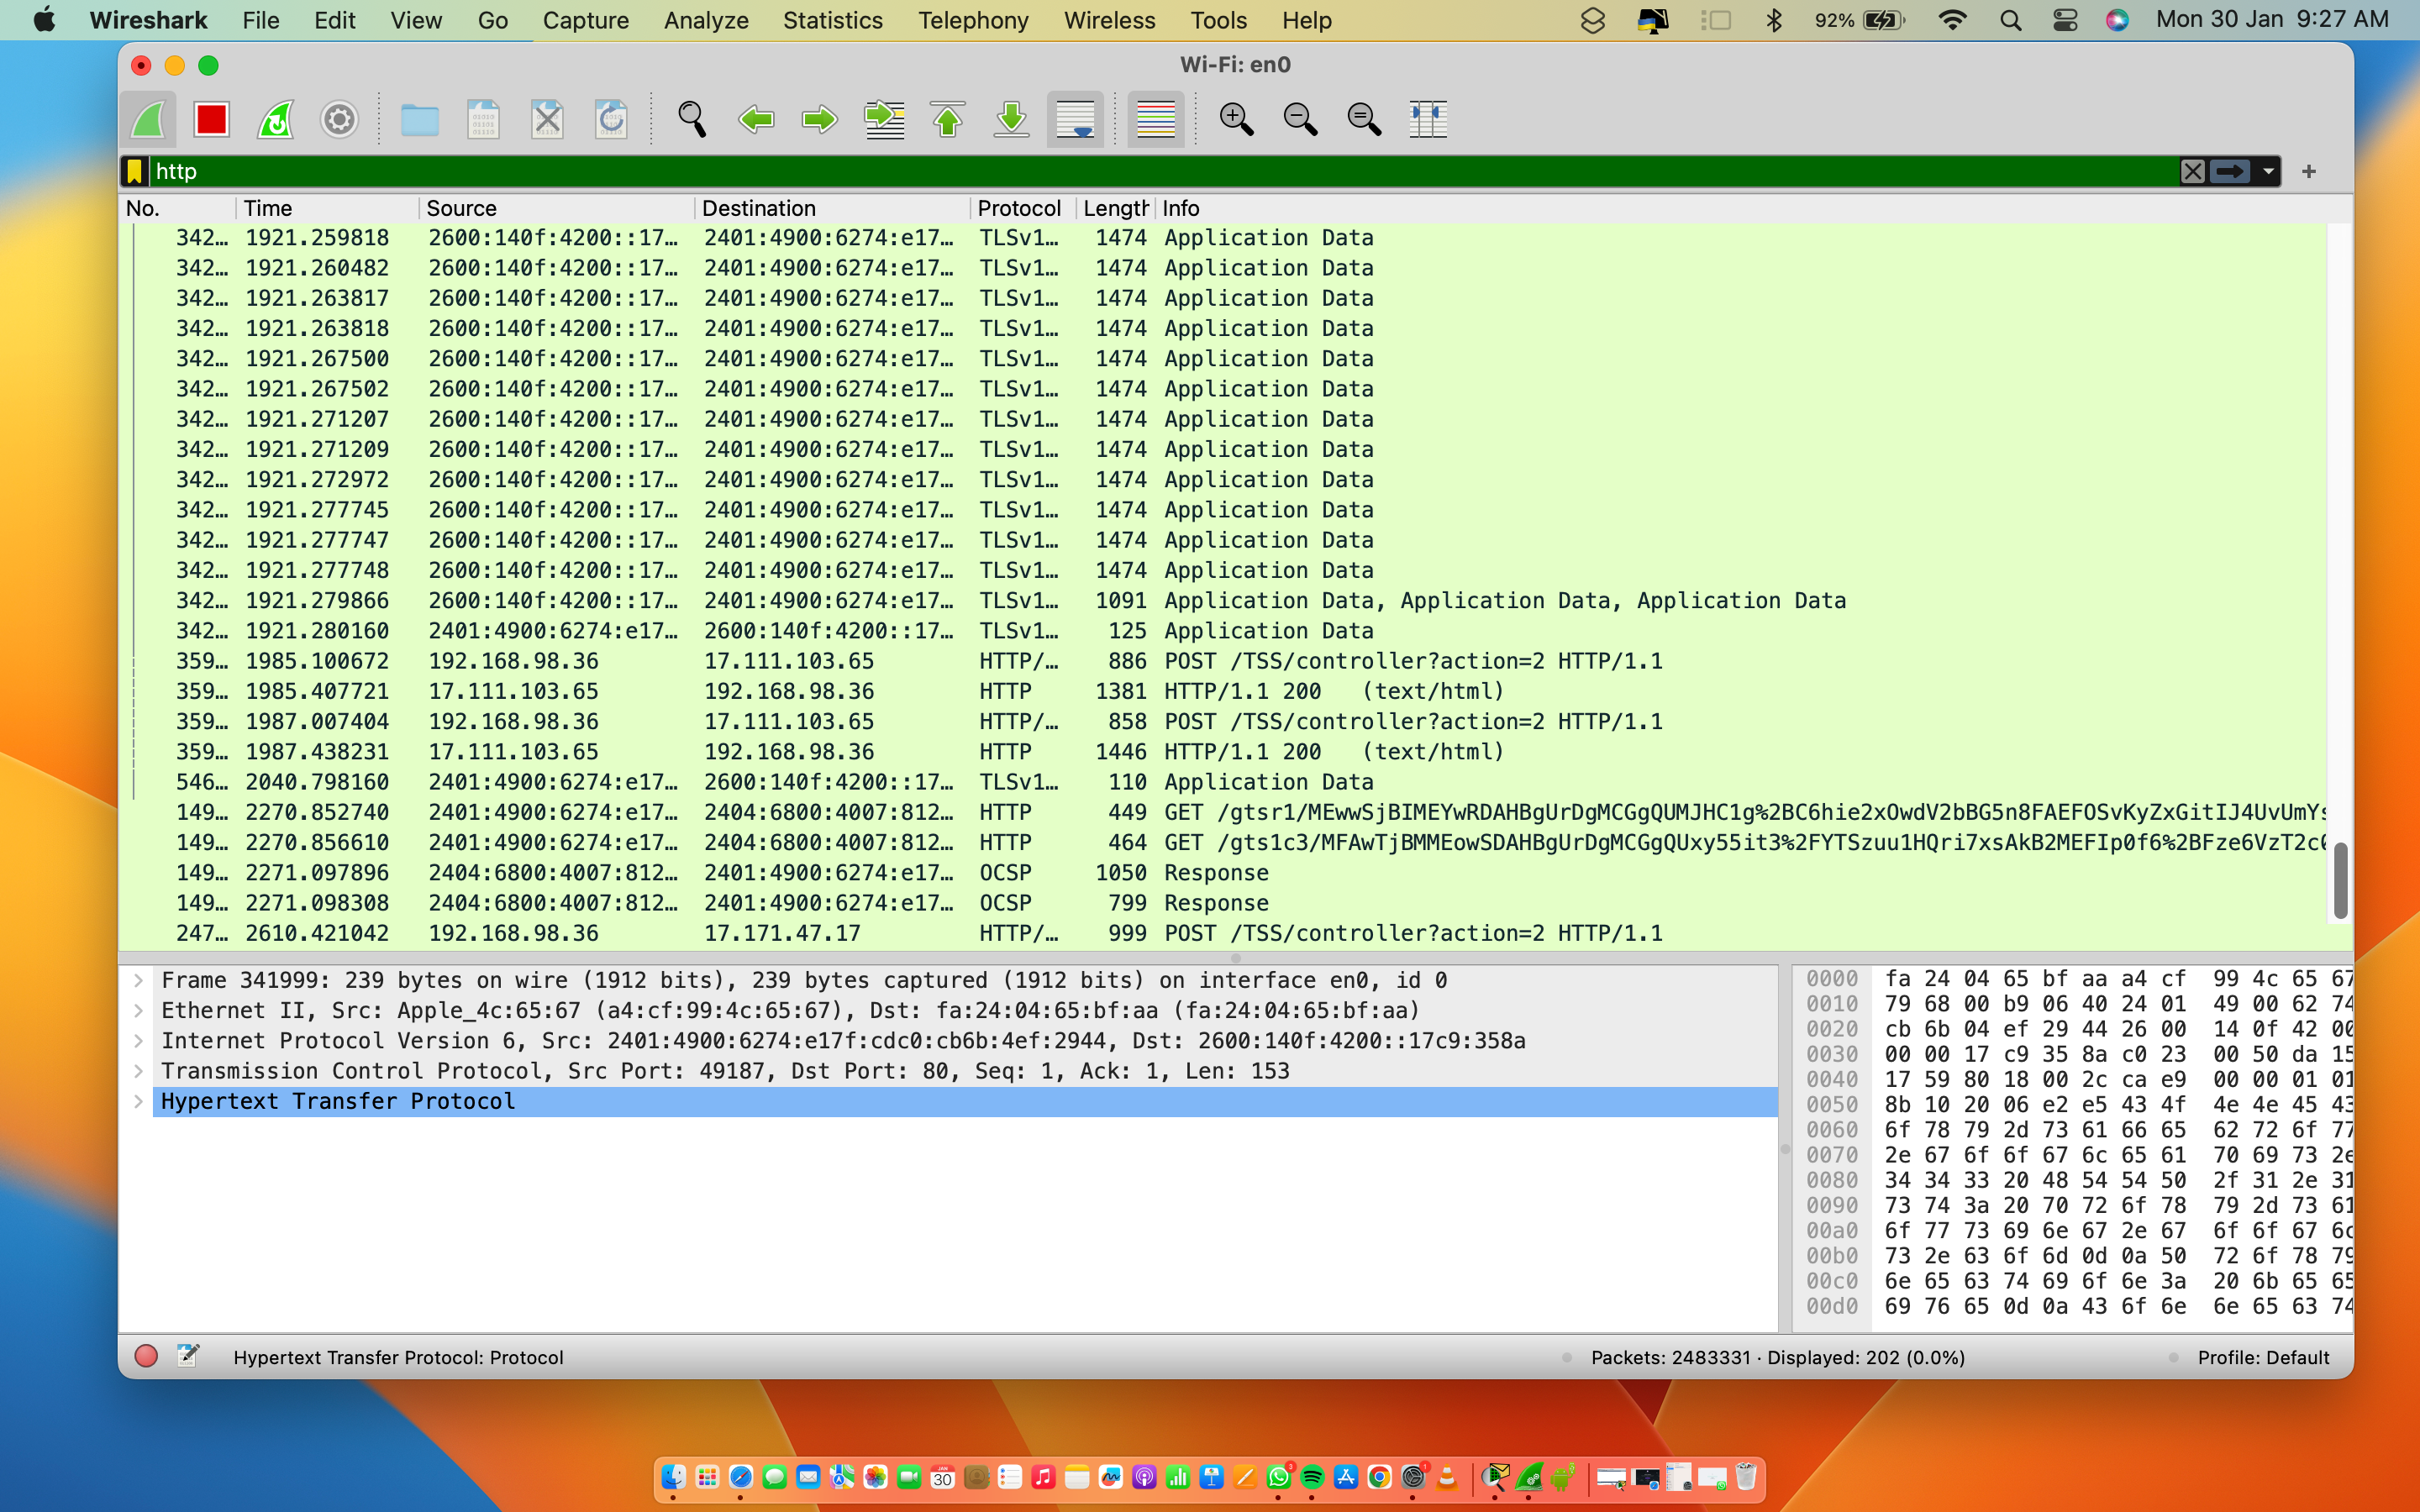 Wireshark File Edit View Go Capture Analyze Statistics Telephony Wireless Tools Help 92% Mon 30 Jan 9:27 AM
Wi-Fi: en0
http
No. Time Source Destination Protocol Length Info
342… 1921.259818 2600:140f:4200::17… 2401:4900:6274:e17… TLSv1… 1474 Application Data
342… 1921.260482 2600:140f:4200::17… 2401:4900:6274:e17… TLSv1… 1474 Application Data
342… 1921.263817 2600:140f:4200::17… 2401:4900:6274:e17… TLSv1… 1474 Application Data
342… 1921.263818 2600:140f:4200::17… 2401:4900:6274:e17… TLSv1… 1474 Application Data
342… 1921.267500 2600:140f:4200::17… 2401:4900:6274:e17… TLSv1… 1474 Application Data
342… 1921.267502 2600:140f:4200::17… 2401:4900:6274:e17… TLSv1… 1474 Application Data
342… 1921.271207 2600:140f:4200::17… 2401:4900:6274:e17… TLSv1… 1474 Application Data
342… 1921.271209 2600:140f:4200::17… 2401:4900:6274:e17… TLSv1… 1474 Application Data
342… 1921.272972 2600:140f:4200::17… 2401:4900:6274:e17… TLSv1… 1474 Application Data
342… 1921.277745 2600:140f:4200::17… 2401:4900:6274:e17… TLSv1… 1474 Application Data
342… 1921.277747 2600:140f:4200::17… 2401:4900:6274:e17… TLSv1… 1474 Application Data
342… 1921.277748 2600:140f:4200::17… 2401:4900:6274:e17… TLSv1… 1474 Application Data
342… 1921.279866 2600:140f:4200::17… 2401:4900:6274:e17… TLSv1… 1091 Application Data, Application Data, Application Data
342… 1921.280160 2401:4900:6274:e17… 2600:140f:4200::17… TLSv1… 125 Application Data
359… 1985.100672 192.168.98.36 17.111.103.65 HTTP/… 886 POST /TSS/controller?action=2 HTTP/1.1
359… 1985.407721 17.111.103.65 192.168.98.36 HTTP 1381 HTTP/1.1 200 (text/html)
359… 1987.007404 192.168.98.36 17.111.103.65 HTTP/… 858 POST /TSS/controller?action=2 HTTP/1.1
359… 1987.438231 17.111.103.65 192.168.98.36 HTTP 1446 HTTP/1.1 200 (text/html)
546… 2040.798160 2401:4900:6274:e17… 2600:140f:4200::17… TLSv1… 110 Application Data
149… 2270.852740 2401:4900:6274:e17… 2404:6800:4007:812… HTTP 449 GET /gtsr1/MEwwSjBIMEYwRDAHBgUrDgMCGgQUMJHC1g%2BC6hie2xOwdV2bBG5n8FAEFOSvKyZxGitIJ4UvUmYs
149… 2270.856610 2401:4900:6274:e17… 2404:6800:4007:812… HTTP 464 GET /gts1c3/MFAwTjBMMEowSDAHBgUrDgMCGgQUxy55it3%2FYTSzuu1HQri7xsAkB2MEFIp0f6%2BFze6VzT2c0
149… 2271.097896 2404:6800:4007:812… 2401:4900:6274:e17… OCSP 1050 Response
149… 2271.098308 2404:6800:4007:812… 2401:4900:6274:e17… OCSP 799 Response
247… 2610.421042 192.168.98.36 17.171.47.17 HTTP/… 999 POST /TSS/controller?action=2 HTTP/1.1
Frame 341999: 239 bytes on wire (1912 bits), 239 bytes captured (1912 bits) on interface en0, id 0
Ethernet II, Src: Apple_4c:65:67 (a4:cf:99:4c:65:67), Dst: fa:24:04:65:bf:aa (fa:24:04:65:bf:aa)
Internet Protocol Version 6, Src: 2401:4900:6274:e17f:cdc0:cb6b:4ef:2944, Dst: 2600:140f:4200::17c9:358a
Transmission Control Protocol, Src Port: 49187, Dst Port: 80, Seq: 1, Ack: 1, Len: 153
Hypertext Transfer Protocol
0000 fa 24 04 65 bf aa a4 cf 99 4c 65 67
0010 79 68 00 b9 06 40 24 01 49 00 62 74
0020 cb 6b 04 ef 29 44 26 00 14 0f 42 00
0030 00 00 17 c9 35 8a c0 23 00 50 da 15
0040 17 59 80 18 00 2c ca e9 00 00 01 01
0050 8b 10 20 06 e2 e5 43 4f 4e 4e 45 43
0060 6f 78 79 2d 73 61 66 65 62 72 6f 77
0070 2e 67 6f 6f 67 6c 65 61 70 69 73 2e
0080 34 34 33 20 48 54 54 50 2f 31 2e 31
0090 73 74 3a 20 70 72 6f 78 79 2d 73 61
00a0 6f 77 73 69 6e 67 2e 67 6f 6f 67 6c
00b0 73 2e 63 6f 6d 0d 0a 50 72 6f 78 79
00c0 6e 65 63 74 69 6f 6e 3a 20 6b 65 65
00d0 69 76 65 0d 0a 43 6f 6e 6e 65 63 74
Hypertext Transfer Protocol: Protocol Packets: 2483331 · Displayed: 202 (0.0%) Profile: Default
JAN
30
3
1